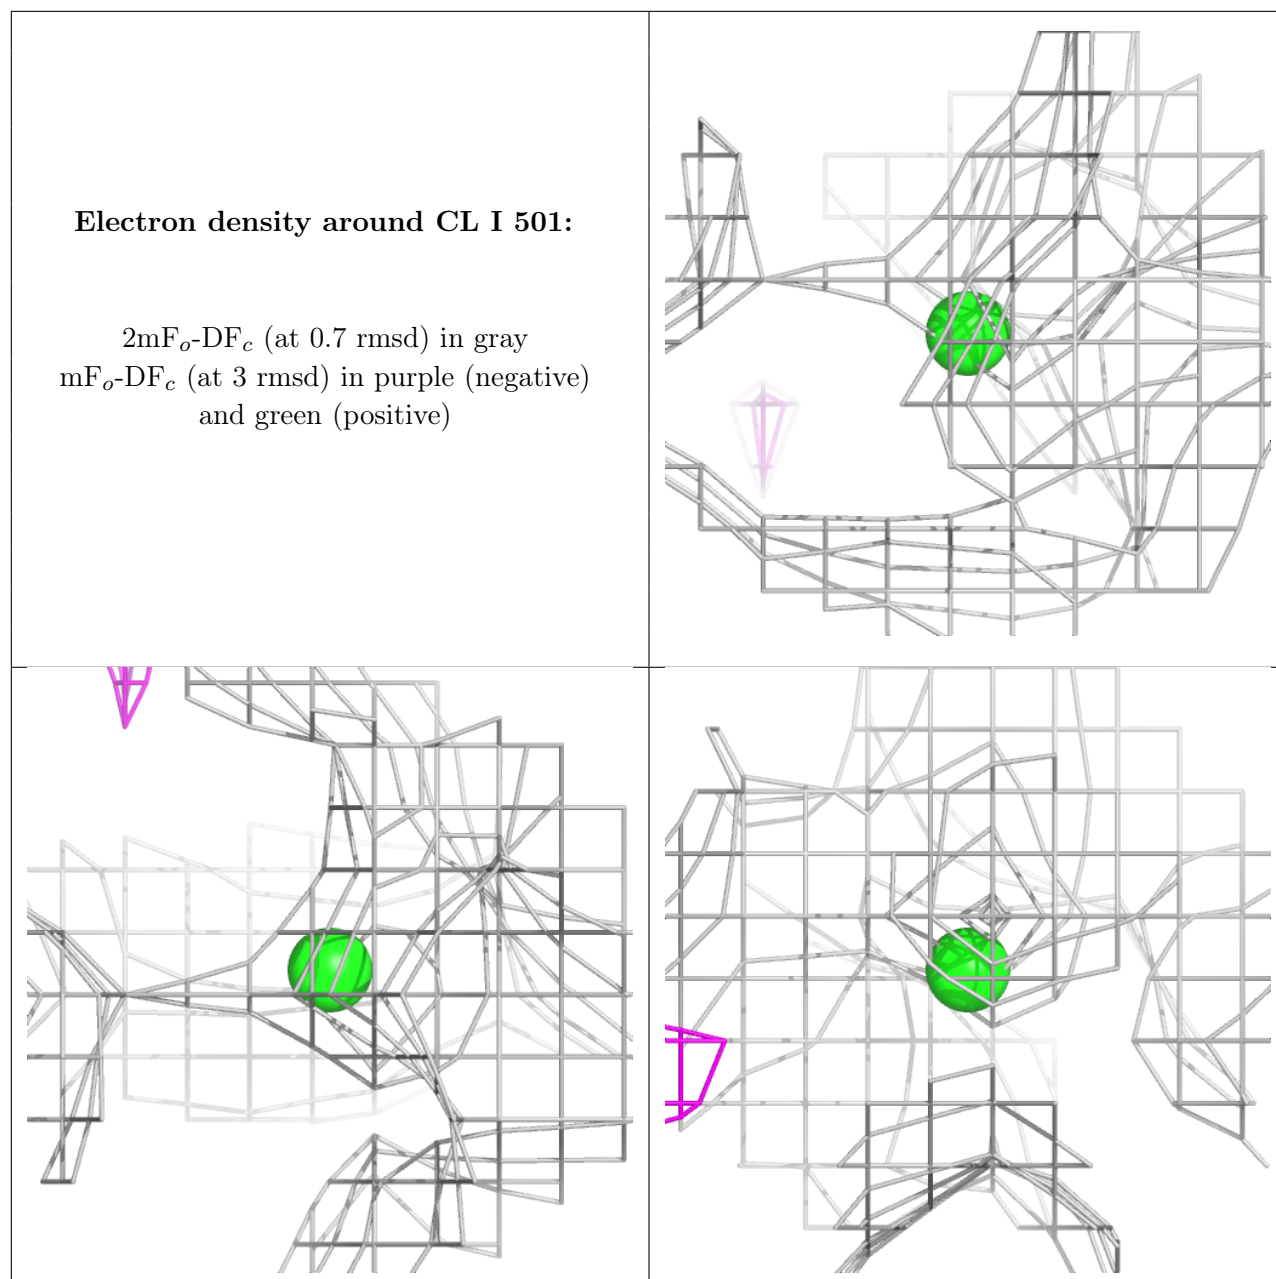 Electron density around CL I 501:
2mFo-DFc (at 0.7 rmsd) in gray
mFo-DFc (at 3 rmsd) in purple (negative)
and green (positive)